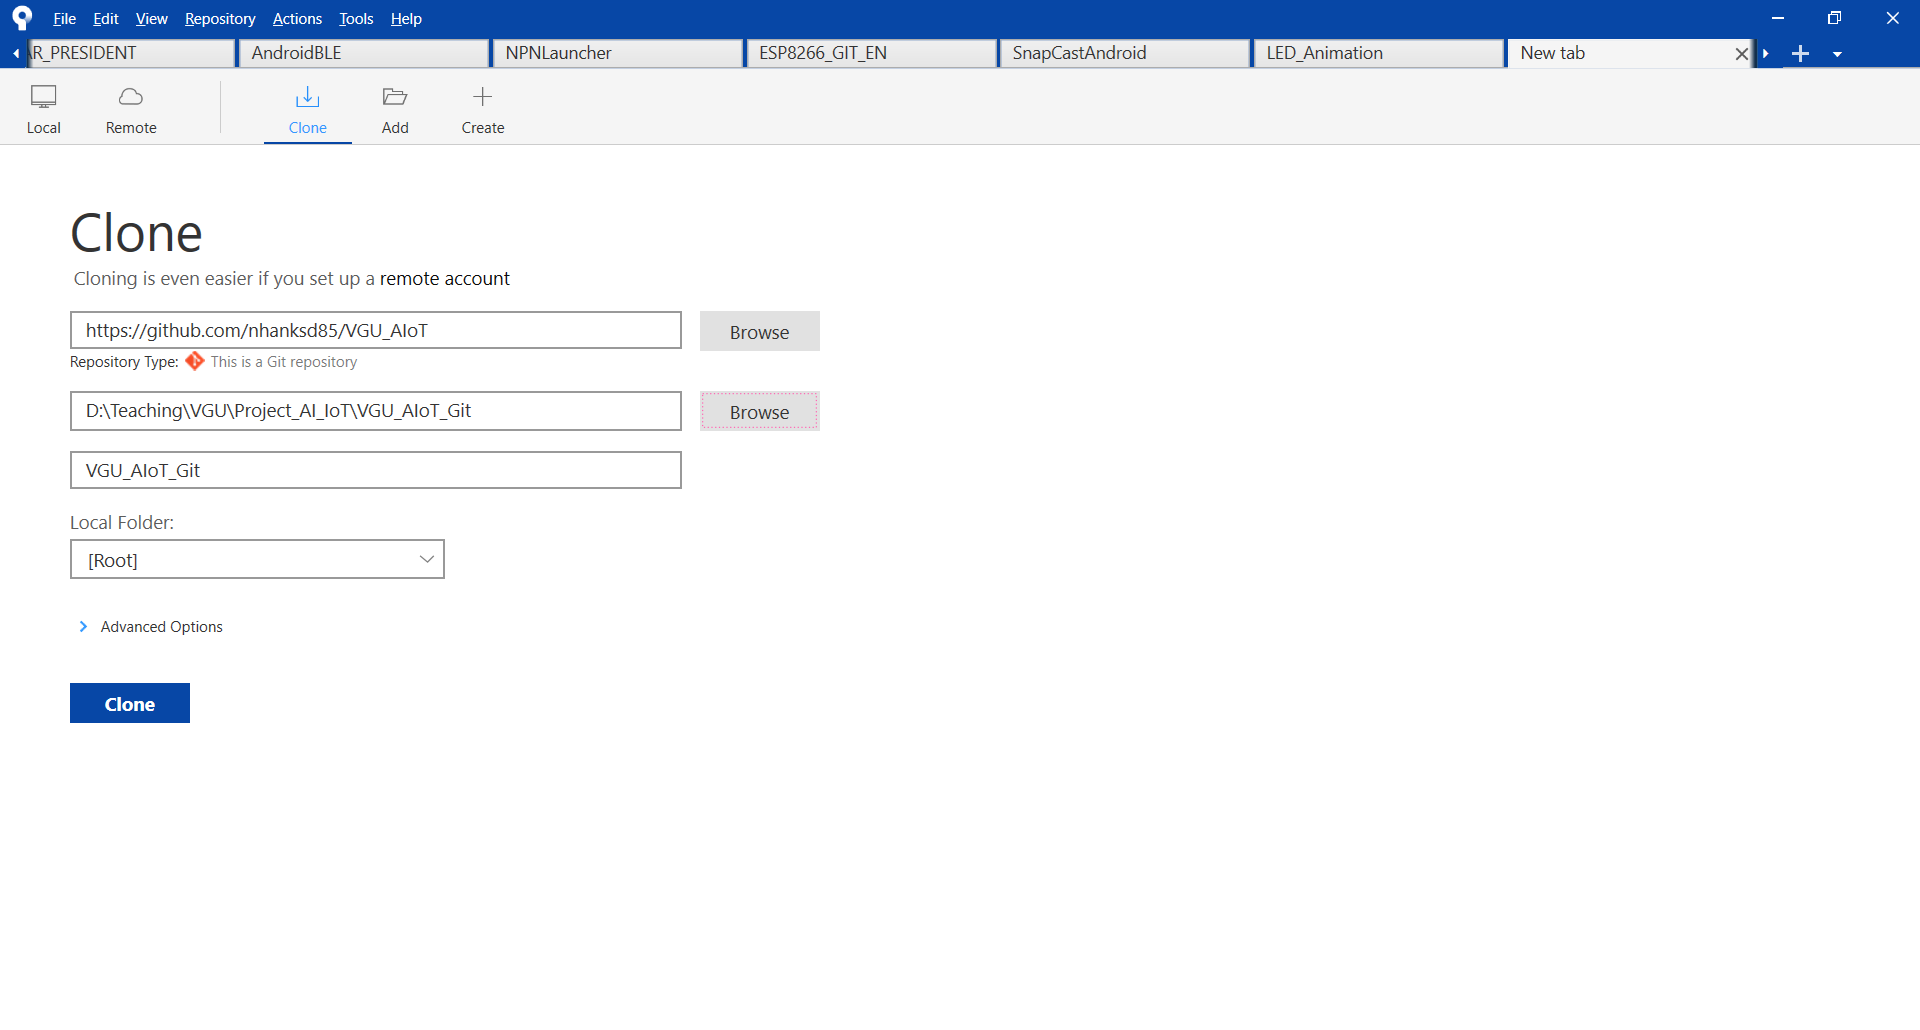 File Edit View Repository Actions Tools Help
AR_PRESIDENT AndroidBLE NPNLauncher ESP8266_GIT_EN SnapCastAndroid LED_Animation New tab
Local Remote Clone Add Create
Clone
Cloning is even easier if you set up a remote account
https://github.com/nhanksd85/VGU_AIoT Browse
Repository Type: This is a Git repository
D:\Teaching\VGU\Project_AI_IoT\VGU_AIoT_Git Browse
VGU_AIoT_Git
Local Folder:
[Root]
Advanced Options
Clone